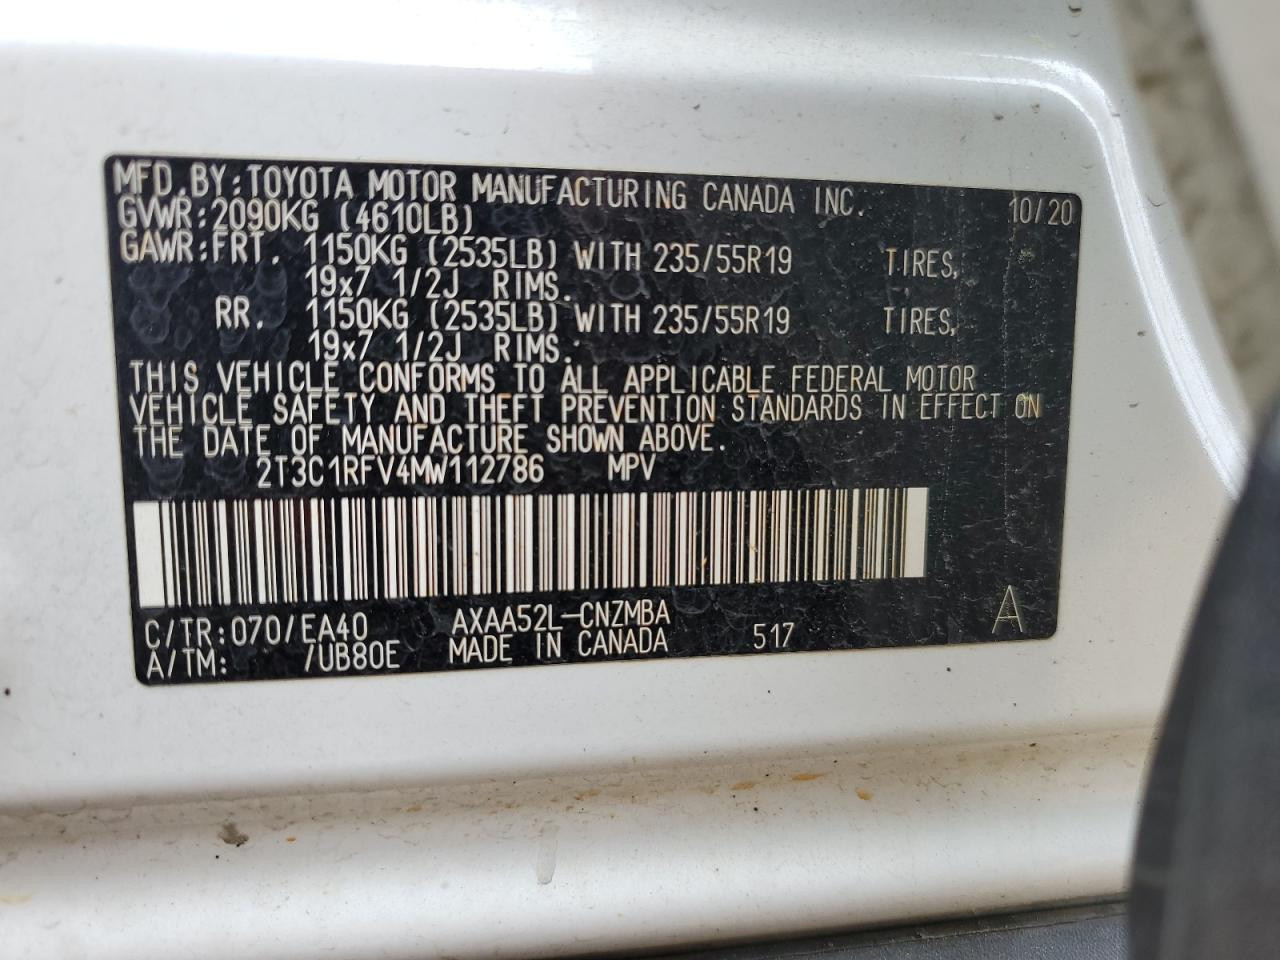 MFD.BY:TOYOTA MOTOR MANUFACTURING CANADA INC. 10/20
GVWR:2090KG (4610LB)
GAWR:FRT. 1150KG (2535LB) WITH 235/55R19 TIRES,
19x7 1/2J RIMS.
RR. 1150KG (2535LB) WITH 235/55R19 TIRES,
19x7 1/2J RIMS.
THIS VEHICLE CONFORMS TO ALL APPLICABLE FEDERAL MOTOR
VEHICLE SAFETY AND THEFT PREVENTION STANDARDS IN EFFECT ON
THE DATE OF MANUFACTURE SHOWN ABOVE.
2T3C1RFV4MW112786 MPV
C/TR:070/EA40 AXAA52L-CNZMBA A
A/TM: /UB80E MADE IN CANADA 517